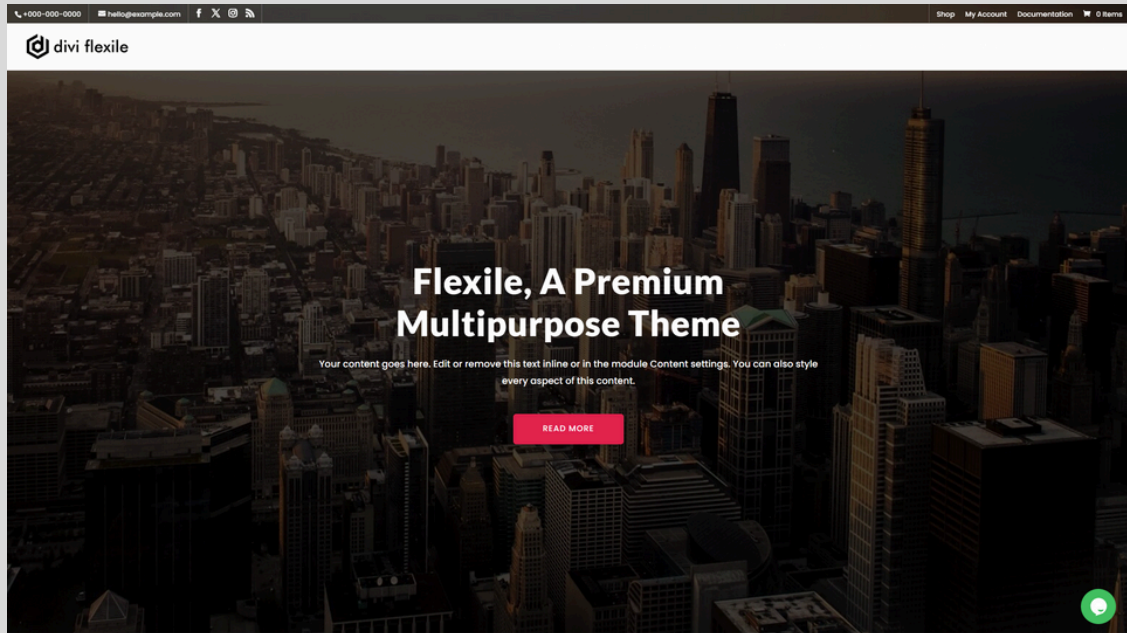 +000-000-0000 hello@example.com Shop My Account Documentation 0 Items
divi flexile
Flexile, A Premium
Multipurpose Theme
Your content goes here. Edit or remove this text inline or in the module Content settings. You can also style
every aspect of this content.
READ MORE